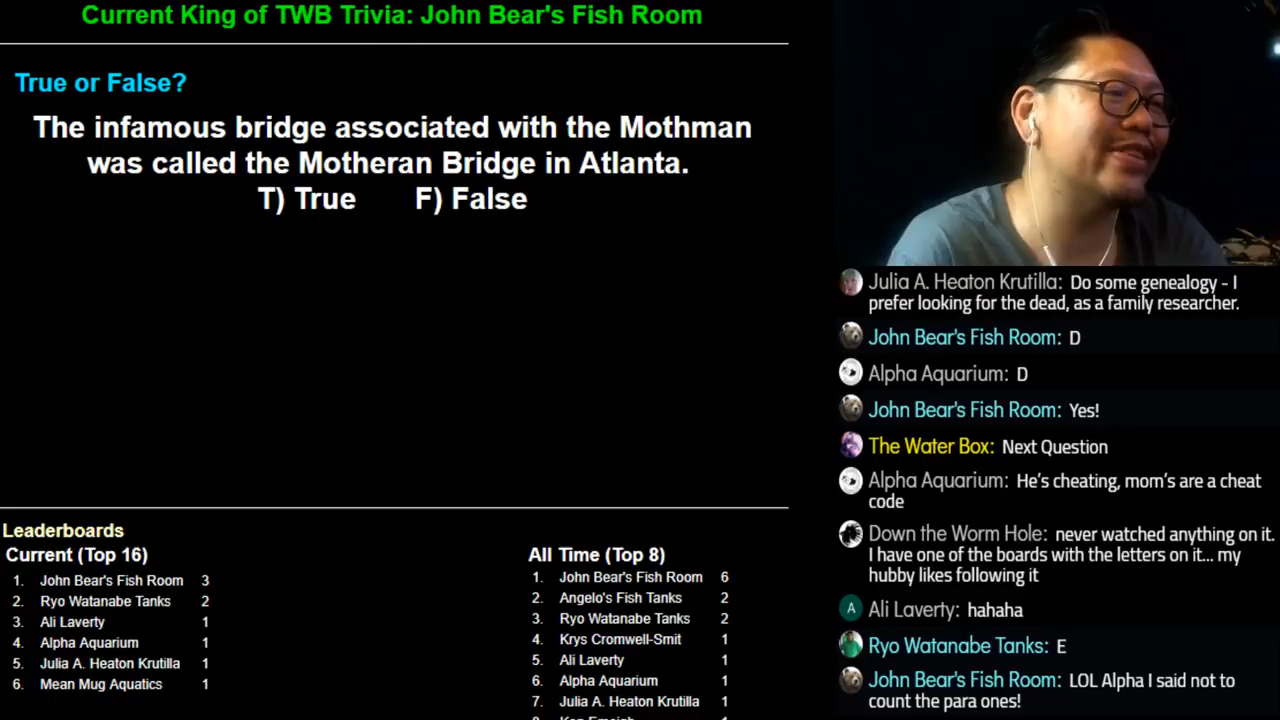 Current King of TWB Trivia: John Bear's Fish Room
True or False?
The infamous bridge associated with the Mothman
was called the Motheran Bridge in Atlanta.
T) True F) False
Julia A. Heaton Krutilla: Do some genealogy - I
prefer looking for the dead, as a family researcher.
John Bear's Fish Room: D
Alpha Aquarium: D
John Bear's Fish Room: Yes!
The Water Box: Next Question
Alpha Aquarium: He's cheating, mom's are a cheat
code
Down the Worm Hole: never watched anything on it.
I have one of the boards with the letters on it... my
hubby likes following it
A Ali Laverty: hahaha
Ryo Watanabe Tanks: E
John Bear's Fish Room: LOL Alpha I said not to
count the para ones!
Leaderboards
Current (Top 16)
1. John Bear's Fish Room 3
2. Ryo Watanabe Tanks 2
3. Ali Laverty 1
4. Alpha Aquarium 1
5. Julia A. Heaton Krutilla 1
6. Mean Mug Aquatics 1
All Time (Top 8)
1. John Bear's Fish Room 6
2. Angelo's Fish Tanks 2
3. Ryo Watanabe Tanks 2
4. Krys Cromwell-Smit 1
5. Ali Laverty 1
6. Alpha Aquarium 1
7. Julia A. Heaton Krutilla 1